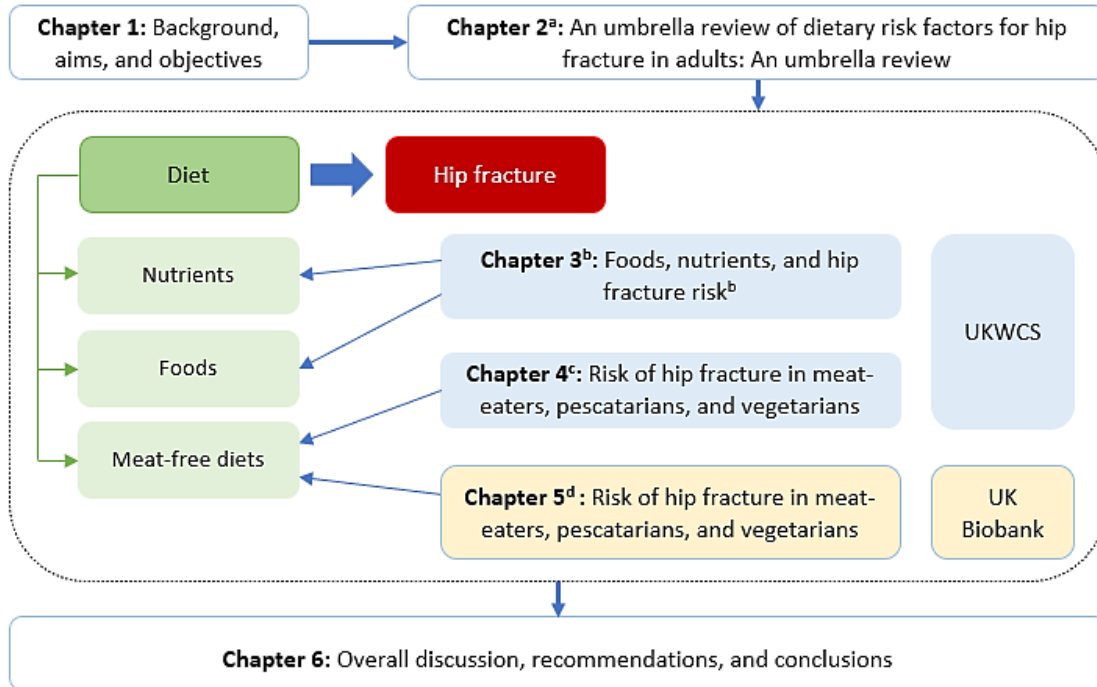 Chapter 1: Background,
aims, and objectives
Chapter 2ᵃ: An umbrella review of dietary risk factors for hip
fracture in adults: An umbrella review
Diet
Hip fracture
Nutrients
Foods
Meat-free diets
Chapter 3ᵇ: Foods, nutrients, and hip
fracture riskᵇ
Chapter 4ᶜ: Risk of hip fracture in meat-
eaters, pescatarians, and vegetarians
UKWCS
Chapter 5ᵈ : Risk of hip fracture in meat-
eaters, pescatarians, and vegetarians
UK
Biobank
Chapter 6: Overall discussion, recommendations, and conclusions